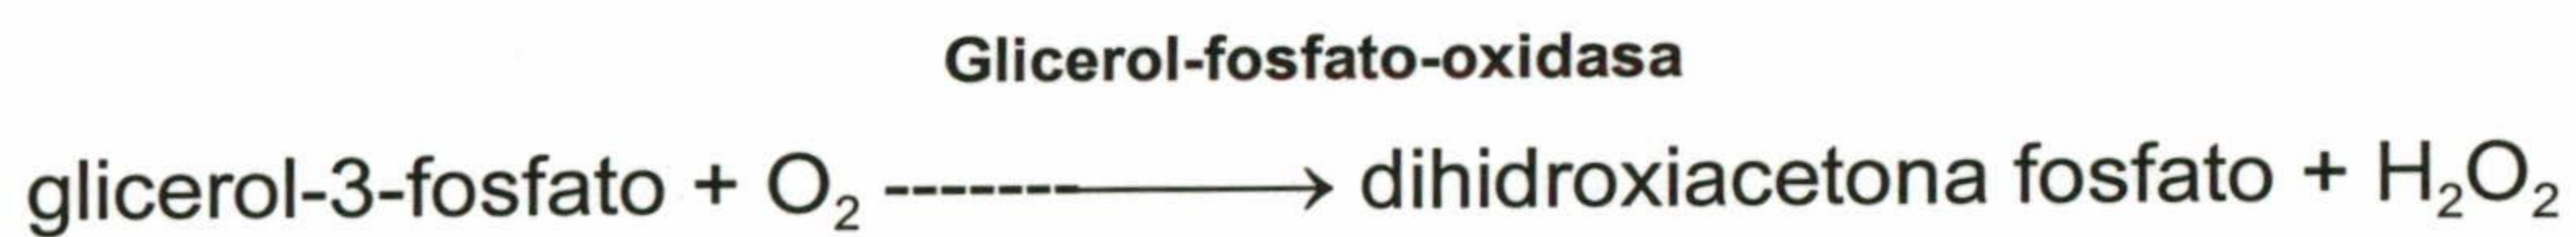 Glicerol-fosfato-oxidasa
glicerol-3-fosfato + O₂ -------⟶ dihidroxiacetona fosfato + H₂O₂